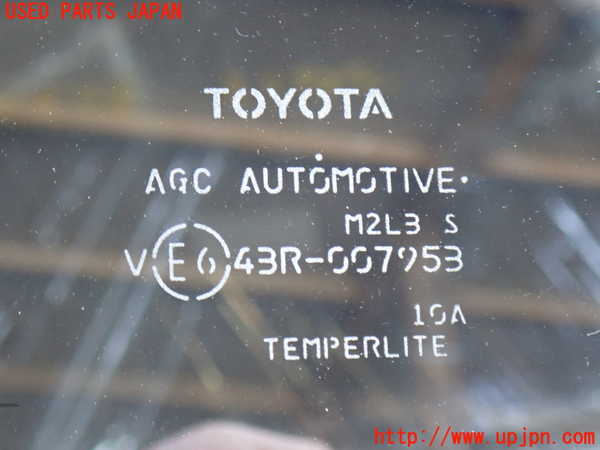 USED PARTS JAPAN
TOYOTA
AGC AUTOMOTIVE
M2L3 S
V E6 43R-007953
10A
TEMPERLITE
http://www.upjpn.com/